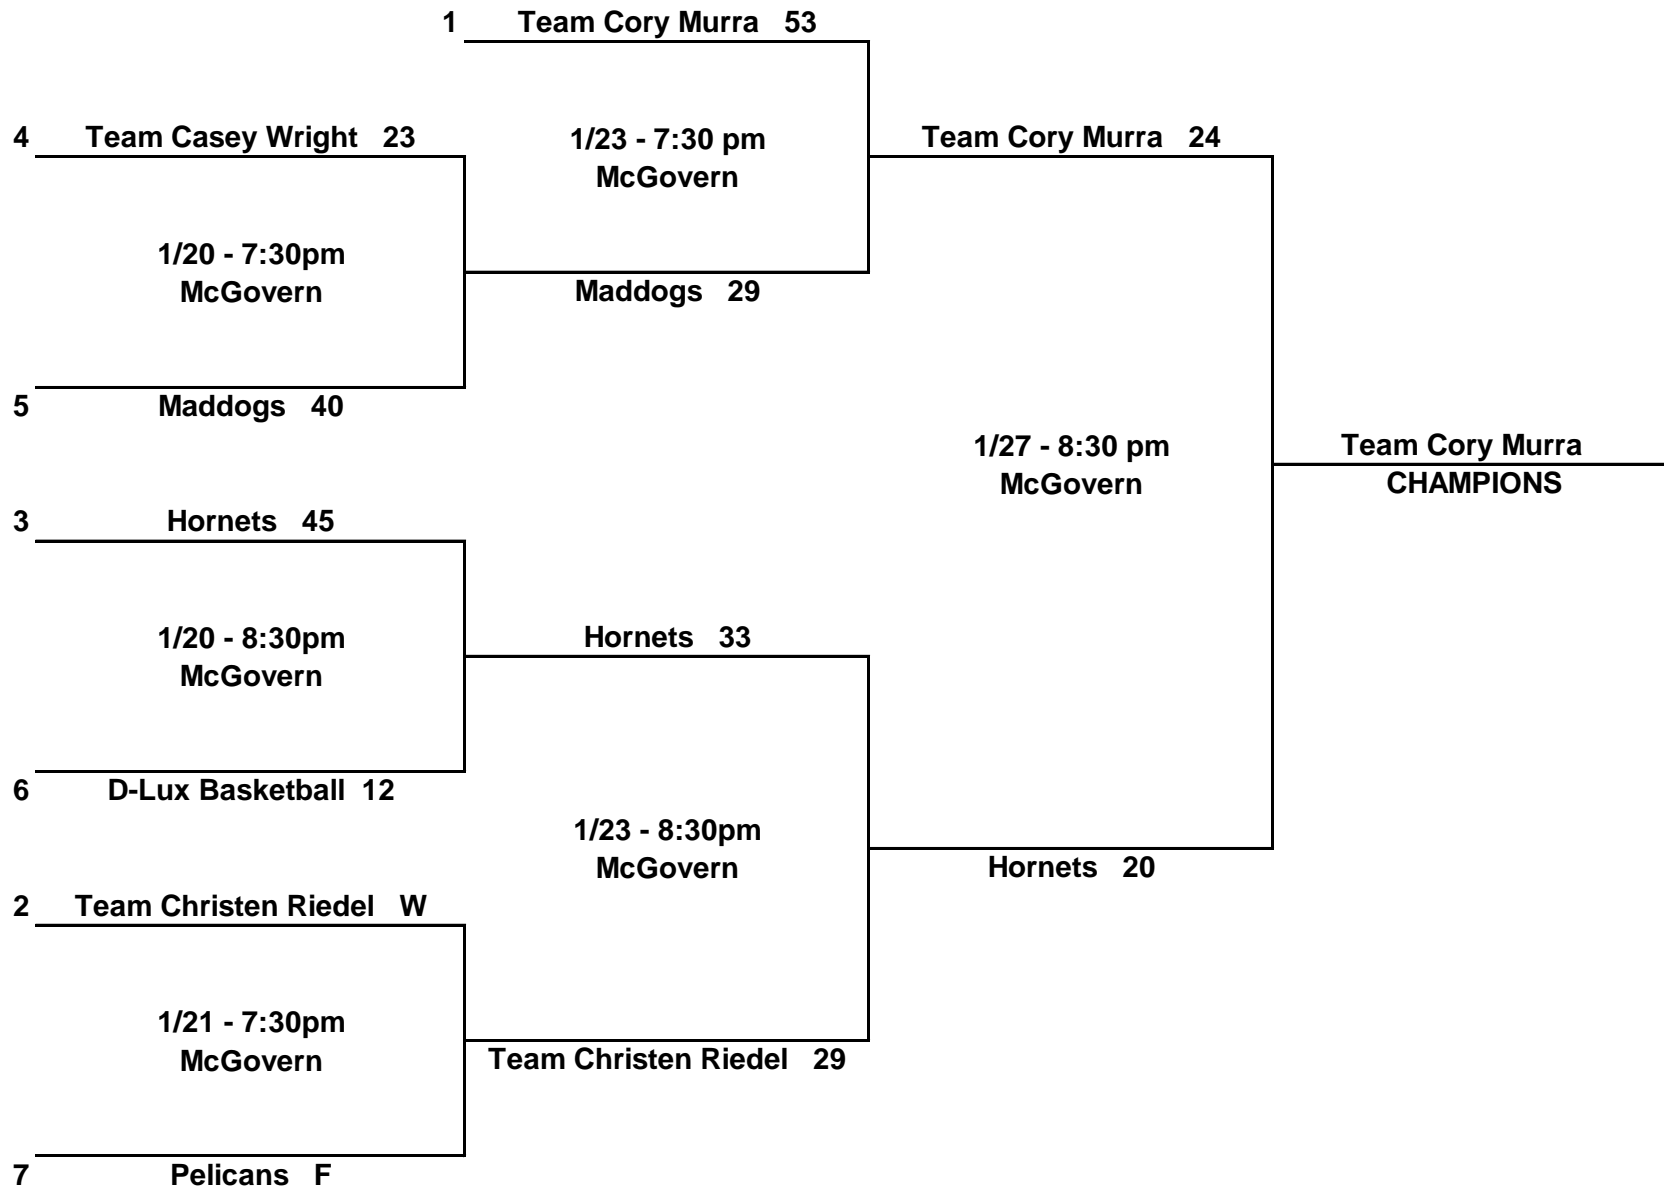 1 Team Cory Murra 53
4 Team Casey Wright 23
1/23 - 7:30 pm
McGovern
Team Cory Murra 24
1/20 - 7:30pm
McGovern
Maddogs 29
5 Maddogs 40
1/27 - 8:30 pm
McGovern
Team Cory Murra
CHAMPIONS
3 Hornets 45
1/20 - 8:30pm
McGovern
Hornets 33
6 D-Lux Basketball 12
1/23 - 8:30pm
McGovern
Hornets 20
2 Team Christen Riedel W
1/21 - 7:30pm
McGovern
Team Christen Riedel 29
7 Pelicans F